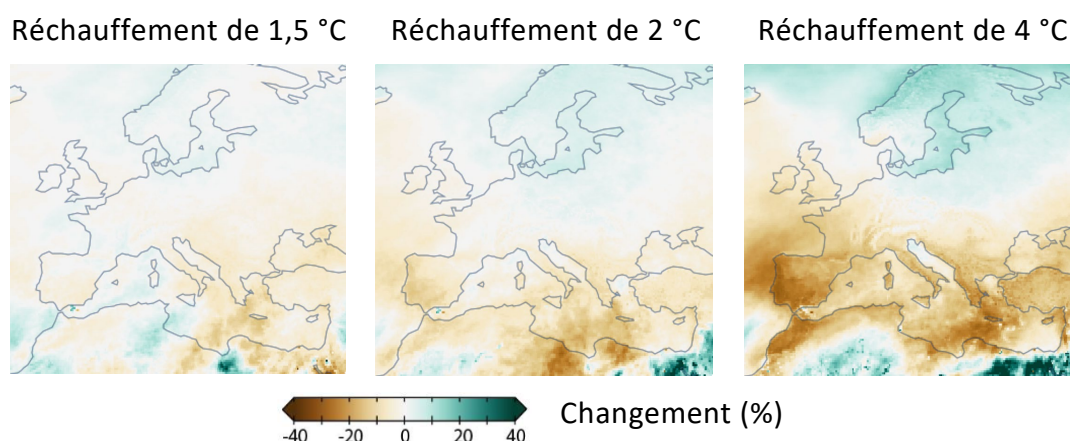 Réchauffement de 1,5 °C
Réchauffement de 2 °C
Réchauffement de 4 °C
Changement (%)
-40 -20 0 20 40